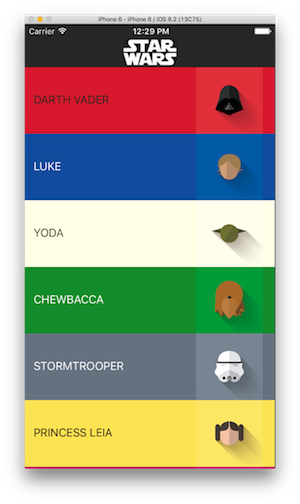 iPhone 6 - iPhone 6 / iOS 9.2 (13C75)
Carrier 12:29 PM
STAR
WARS
DARTH VADER
LUKE
YODA
CHEWBACCA
STORMTROOPER
PRINCESS LEIA